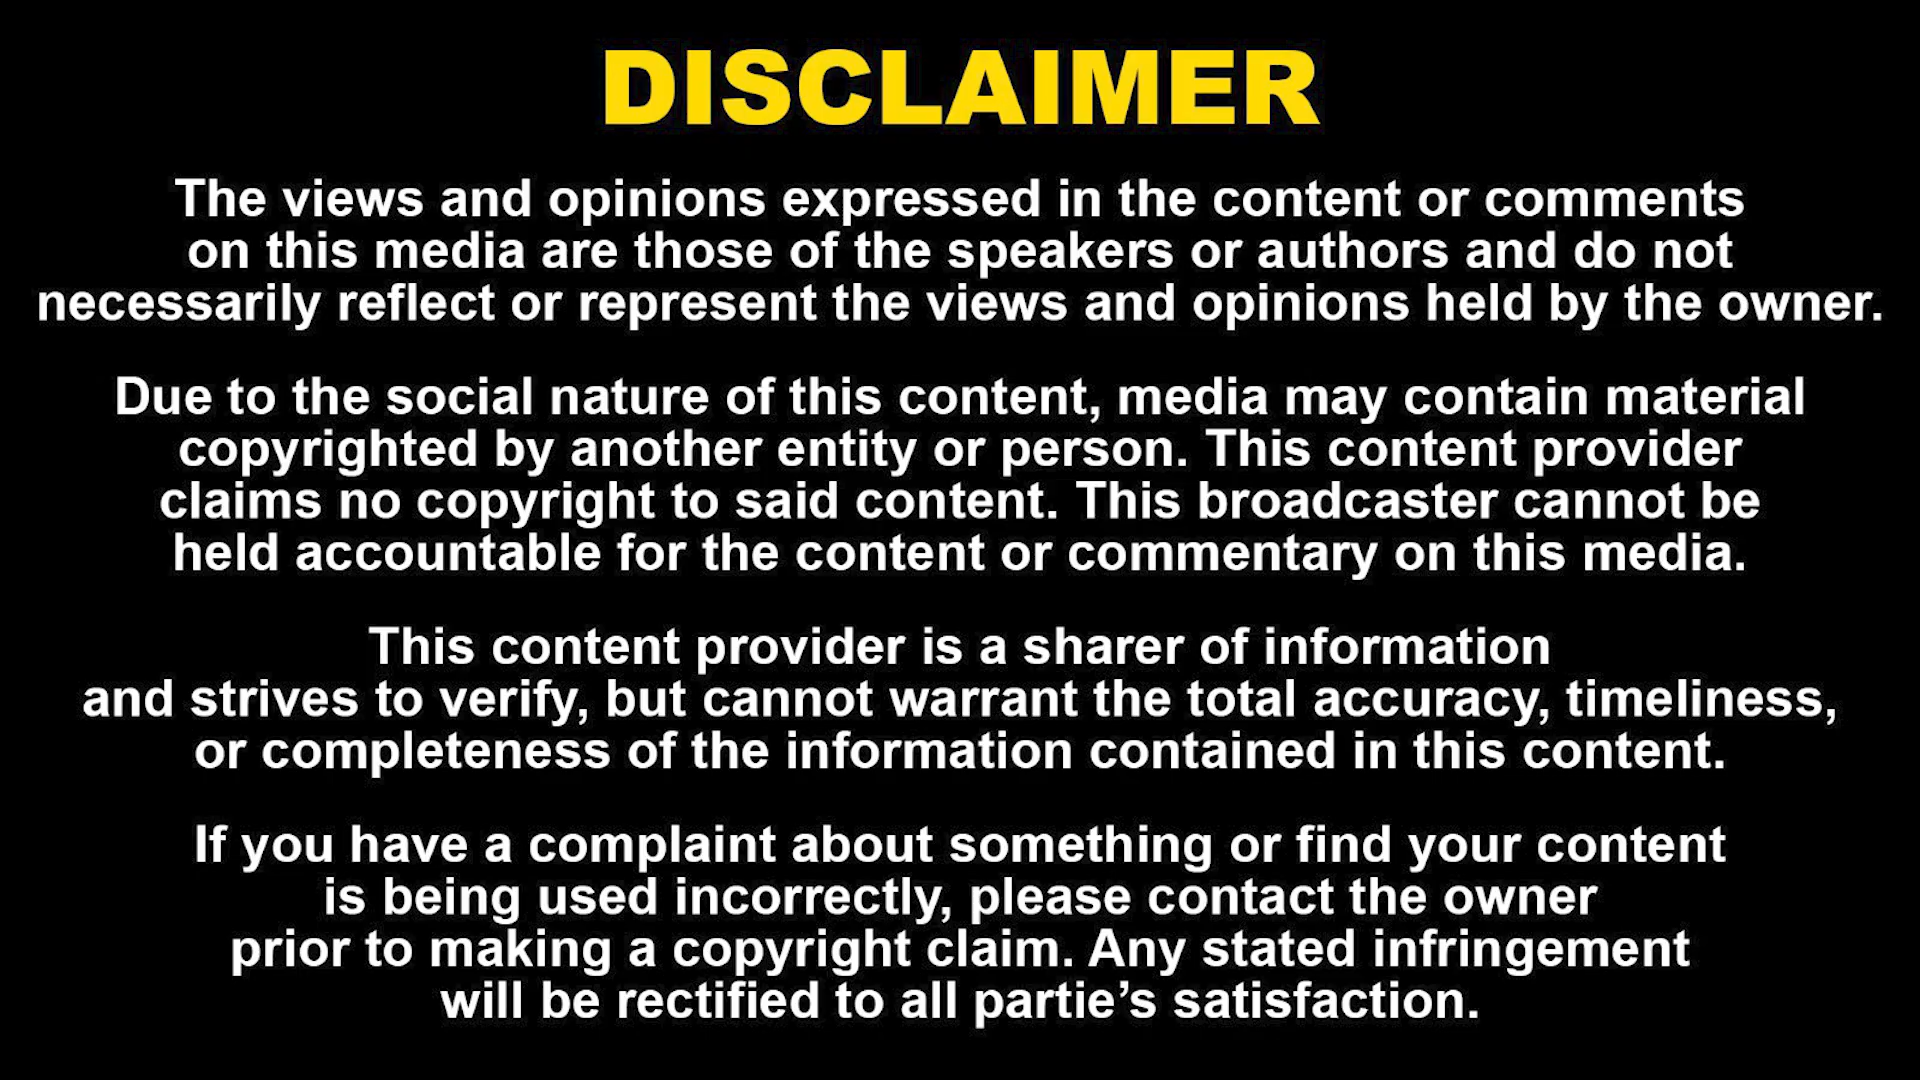 DISCLAIMER
The views and opinions expressed in the content or comments
on this media are those of the speakers or authors and do not
necessarily reflect or represent the views and opinions held by the owner.
Due to the social nature of this content, media may contain material
copyrighted by another entity or person. This content provider
claims no copyright to said content. This broadcaster cannot be
held accountable for the content or commentary on this media.
This content provider is a sharer of information
and strives to verify, but cannot warrant the total accuracy, timeliness,
or completeness of the information contained in this content.
If you have a complaint about something or find your content
is being used incorrectly, please contact the owner
prior to making a copyright claim. Any stated infringement
will be rectified to all partie’s satisfaction.